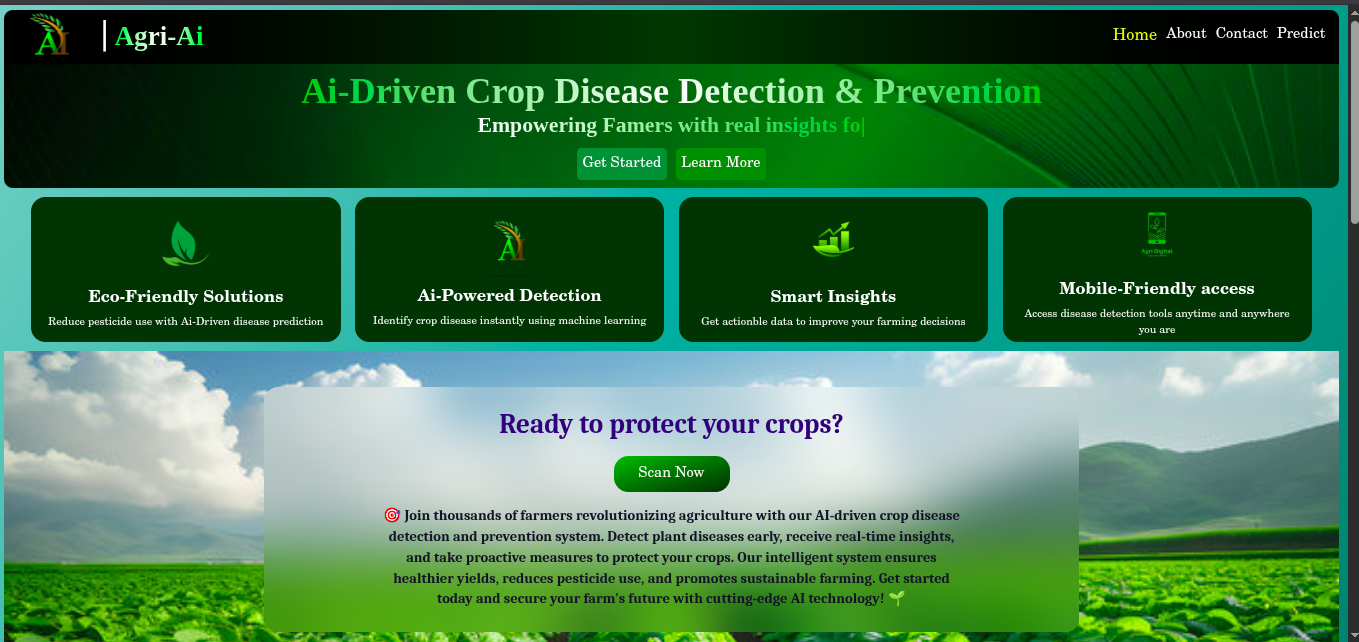 Agri-Ai
Home About Contact Predict
Ai-Driven Crop Disease Detection & Prevention
Empowering Famers with real insights fo|
Get Started Learn More
Eco-Friendly Solutions
Reduce pesticide use with Ai-Driven disease prediction
Ai-Powered Detection
Identify crop disease instantly using machine learning
Smart Insights
Get actionble data to improve your farming decisions
Agri Digital
Mobile-Friendly access
Access disease detection tools anytime and anywhere
you are
Ready to protect your crops?
Scan Now
🎯 Join thousands of farmers revolutionizing agriculture with our AI-driven crop disease
detection and prevention system. Detect plant diseases early, receive real-time insights,
and take proactive measures to protect your crops. Our intelligent system ensures
healthier yields, reduces pesticide use, and promotes sustainable farming. Get started
today and secure your farm's future with cutting-edge AI technology! 🌱